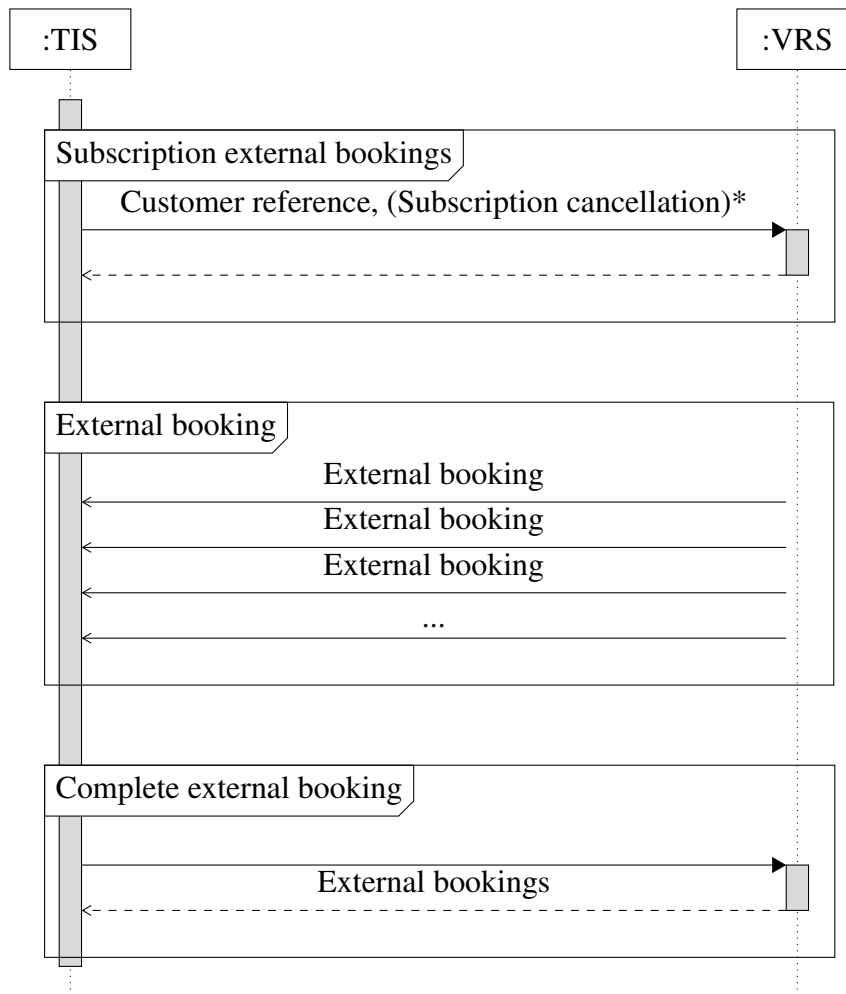 :TIS
:VRS
Subscription external bookings
Customer reference, (Subscription cancellation)*
External booking
External booking
External booking
External booking
...
Complete external booking
External bookings